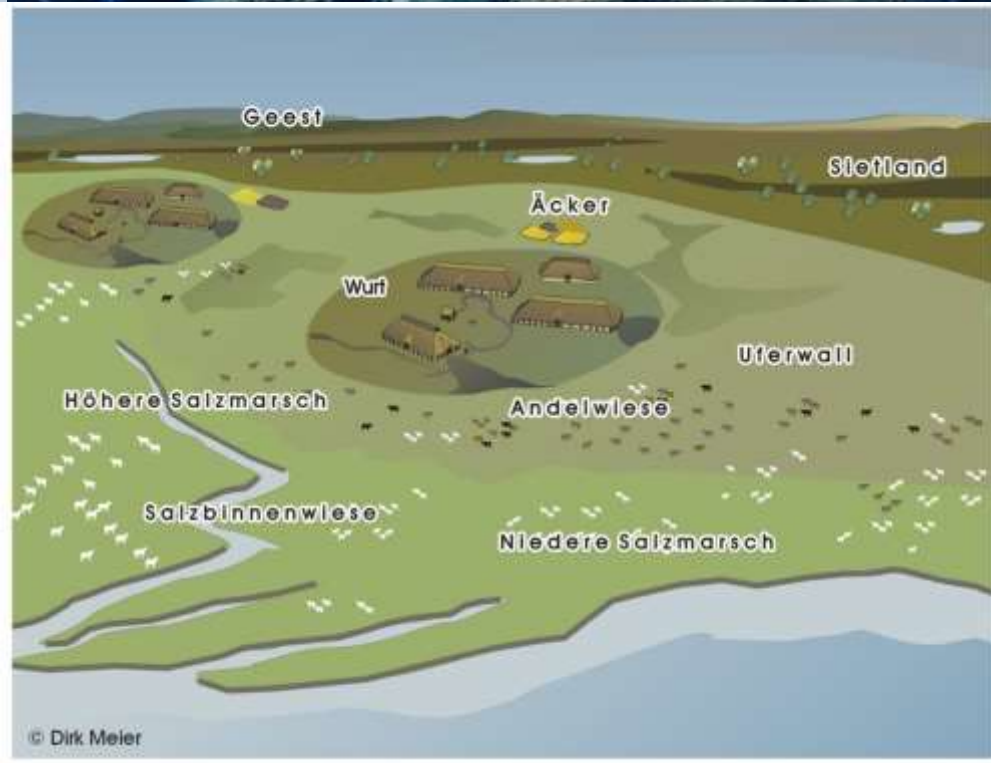 Geest
Sietland
Äcker
Wurt
Uferwall
Höhere Salzmarsch
Andelwiese
Salzbinnenwiese
Niedere Salzmarsch
© Dirk Meier